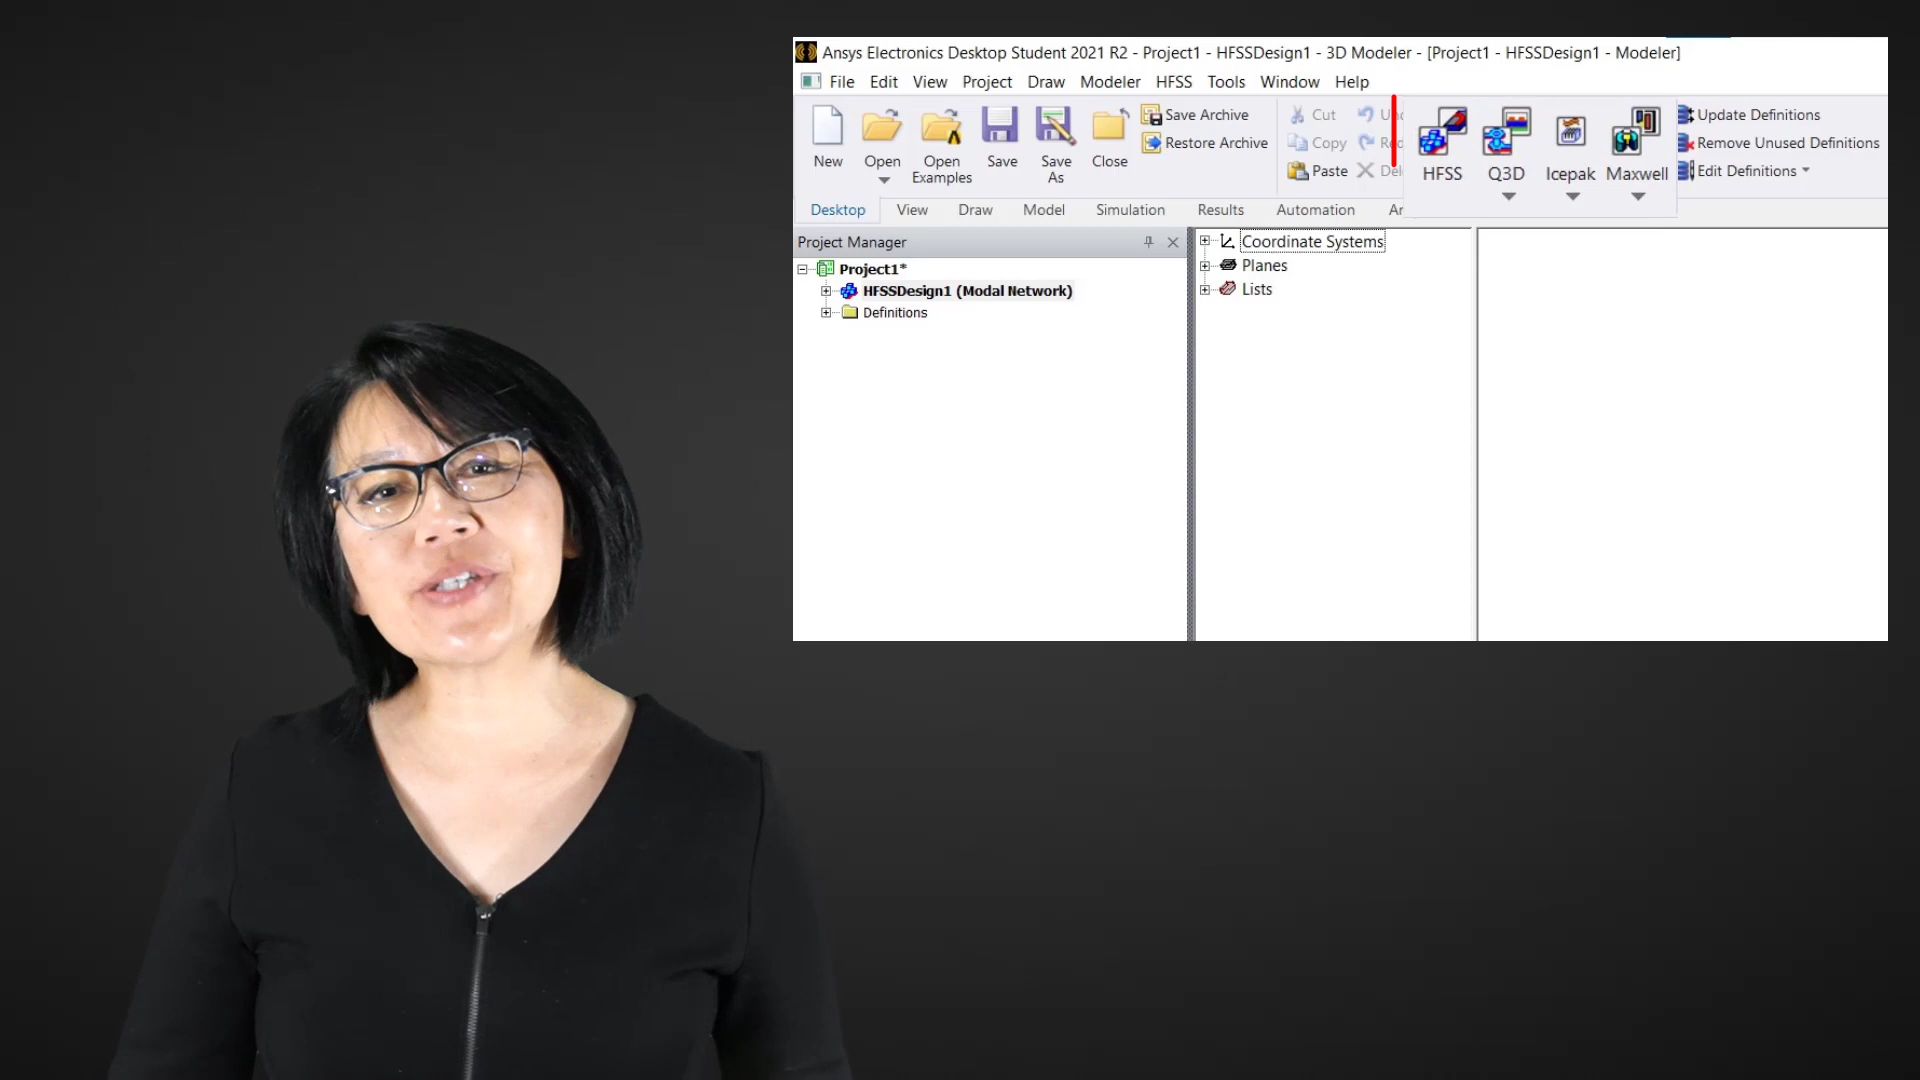 Ansys Electronics Desktop Student 2021 R2 - Project1 - HFSSDesign1 - 3D Modeler - [Project1 - HFSSDesign1 - Modeler]
File Edit View Project Draw Modeler HFSS Tools Window Help
New
Open
Open Examples
Save
Save As
Close
Save Archive
Restore Archive
Cut
Copy
Paste
HFSS
Q3D
Icepak
Maxwell
Update Definitions
Remove Unused Definitions
Edit Definitions
Desktop View Draw Model Simulation Results Automation
Project Manager
Project1*
HFSSDesign1 (Modal Network)
Definitions
Coordinate Systems
Planes
Lists